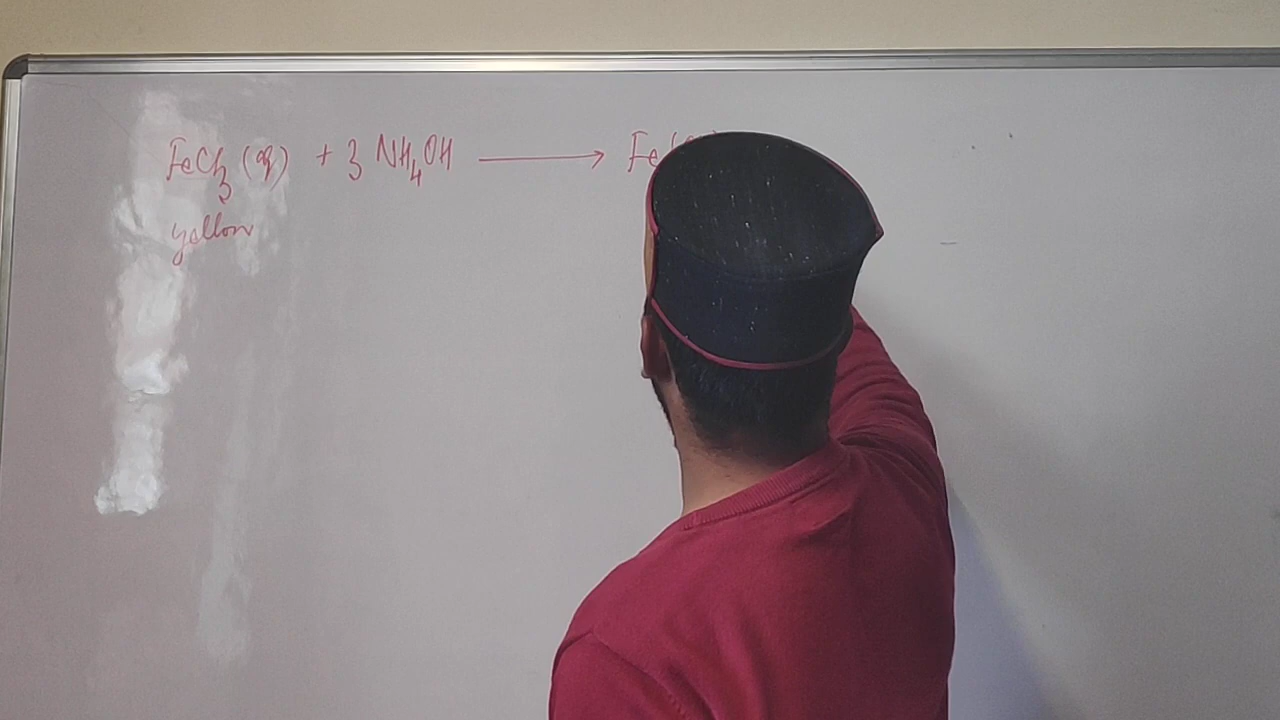 FeCl₃ (aq) + 3 NH₄OH ⟶ Fe
yellow